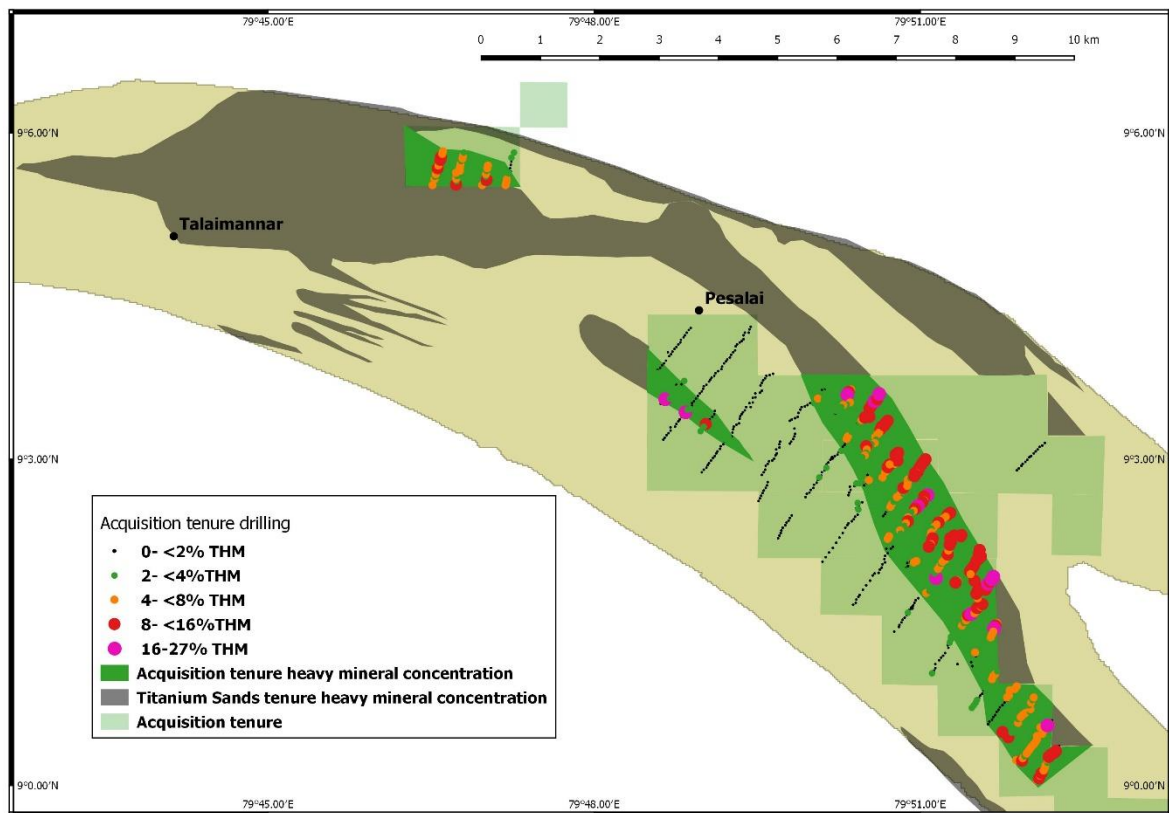 79°45.00'E 79°48.00'E 79°51.00'E
0 1 2 3 4 5 6 7 8 9 10 km
9°6.00'N 9°6.00'N
Talaimannar
Pesalai
9°3.00'N 9°3.00'N
Acquisition tenure drilling
0- <2% THM
2- <4%THM
4- <8% THM
8- <16%THM
16-27% THM
Acquisition tenure heavy mineral concentration
Titanium Sands tenure heavy mineral concentration
Acquisition tenure
9°0.00'N 9°0.00'N
79°45.00'E 79°48.00'E 79°51.00'E